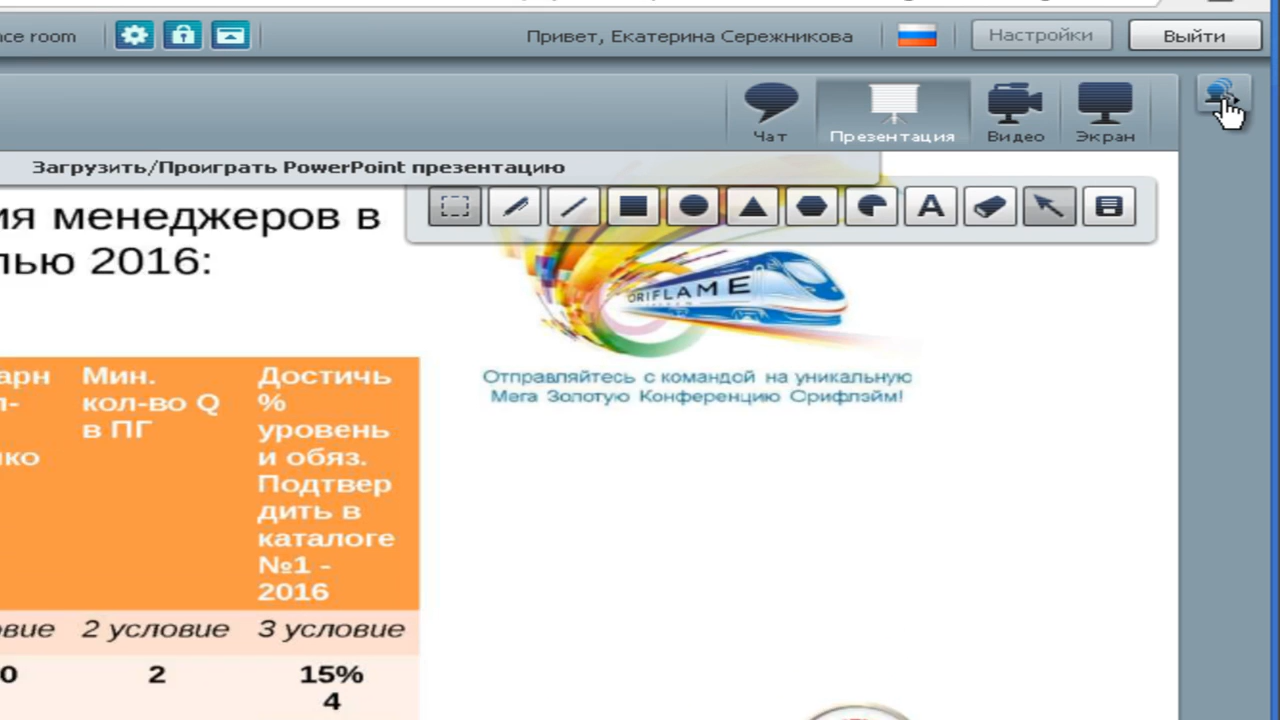 ce room
Привет, Екатерина Сережникова
Настройки
Выйти
Чат
Презентация
Видео
Экран
Загрузить/Проиграть PowerPoint презентацию
A
ия менеджеров в
лью 2016:
ORIFLAME
Отправляйтесь с командой на уникальную
Мега Золотую Конференцию Орифлэйм!
арн
Мин.
кол-во Q
в ПГ
Достичь
%
уровень
и обяз.
Подтвер
дить в
каталоге
№1 -
2016
л-
ко
овие
2 условие
3 условие
0
2
15%
4